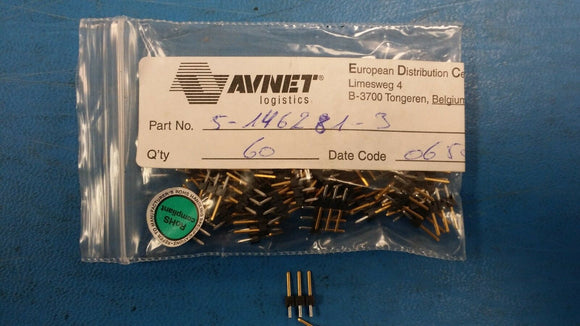 AVNET®
logistics
European Distribution Ce
Limesweg 4
B-3700 Tongeren, Belgium
Part No. 5-146281-3
Q'ty 60 Date Code 065
RoHS
Compliant